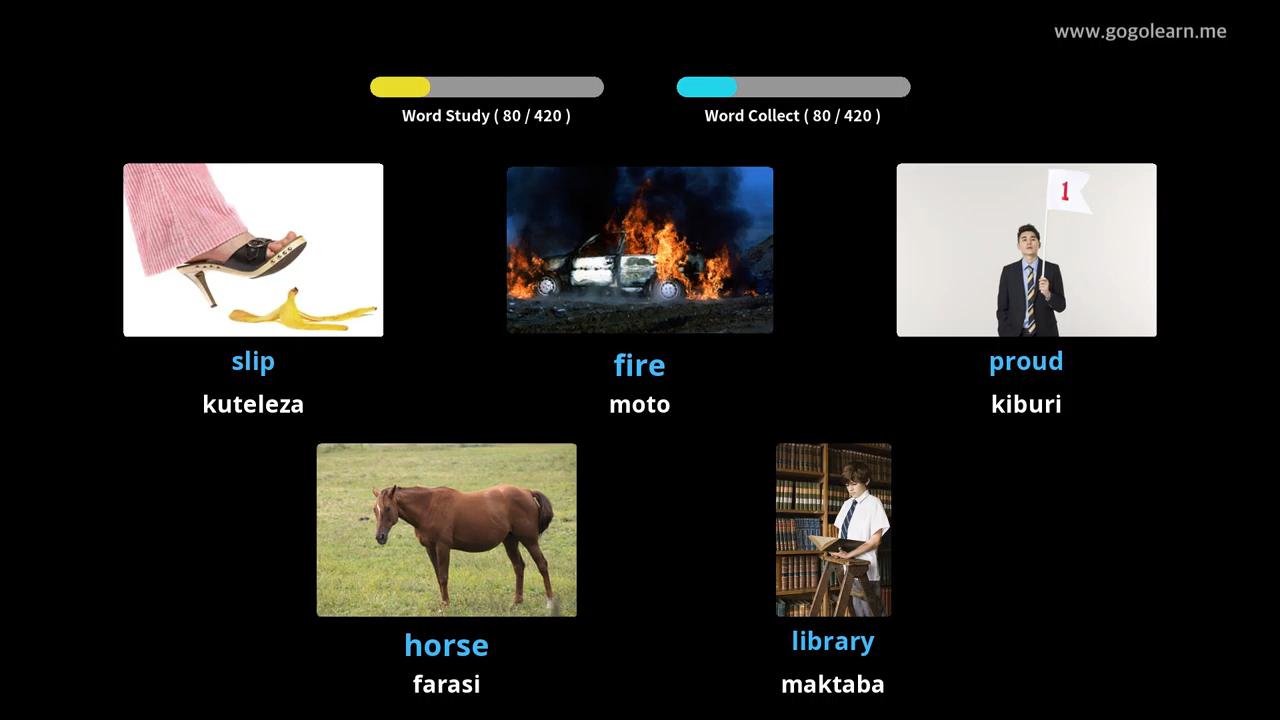 www.gogolearn.me
Word Study ( 80 / 420 )
Word Collect ( 80 / 420 )
1
slip
kuteleza
fire
moto
proud
kiburi
horse
farasi
library
maktaba